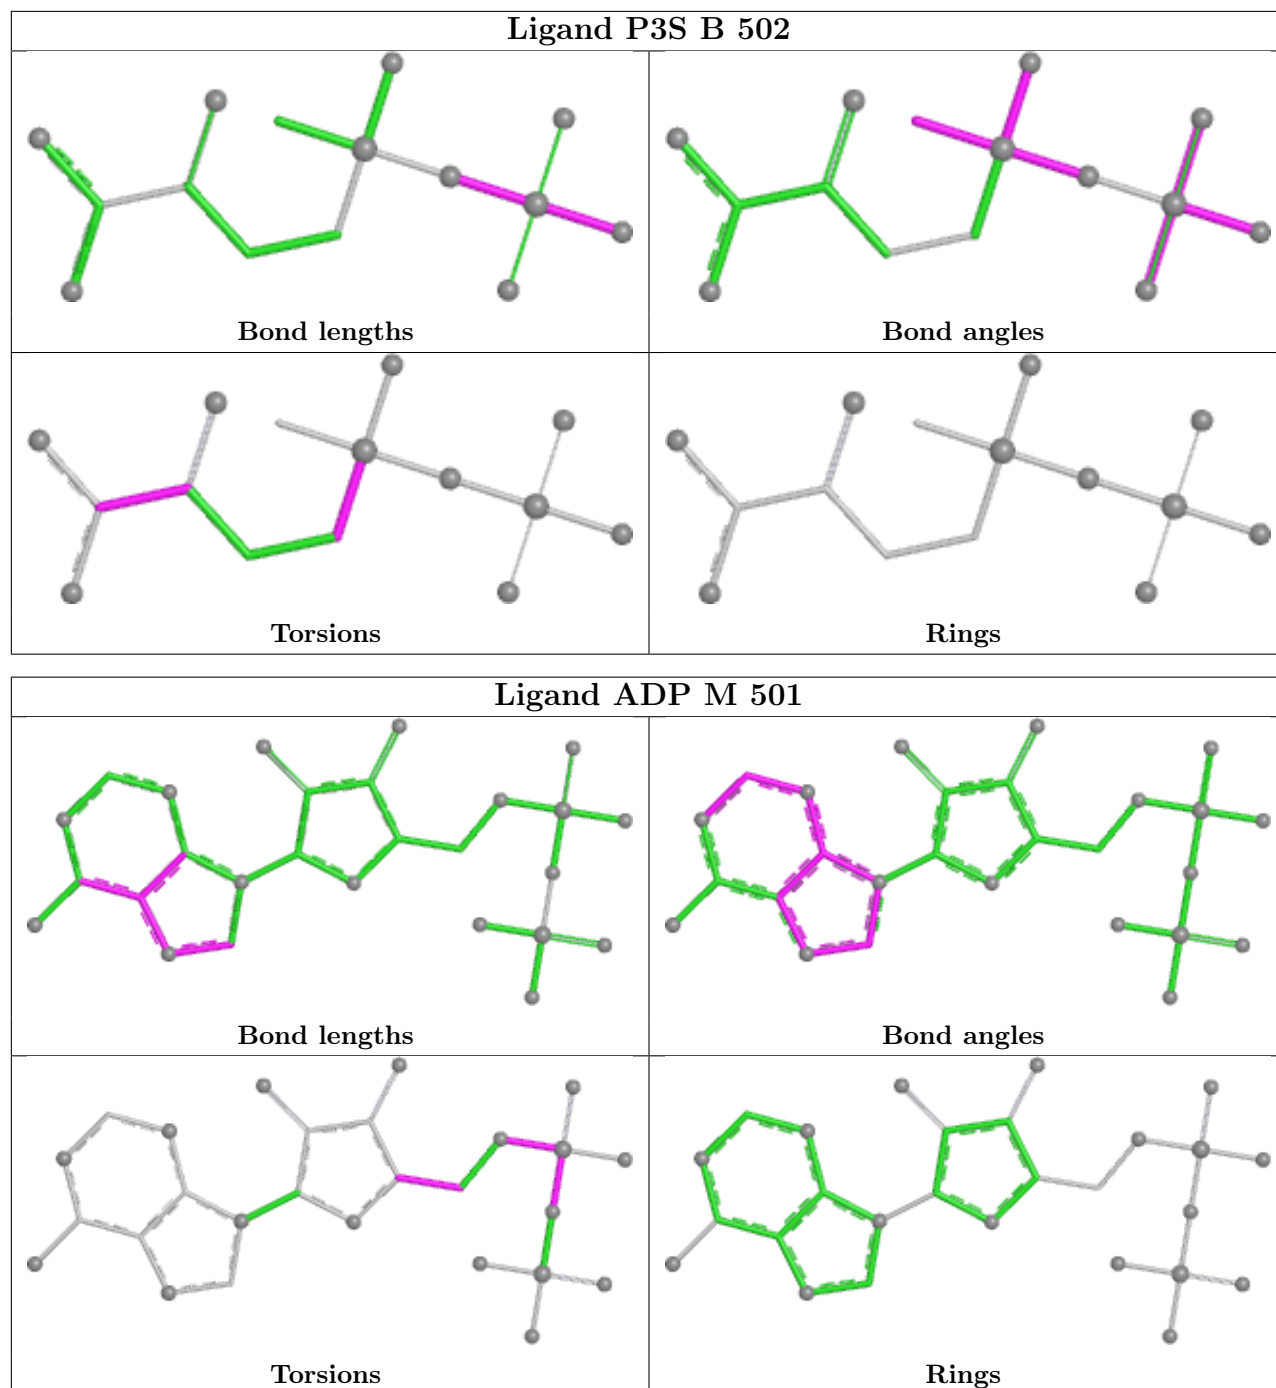 Ligand P3S B 502
Bond lengths
Bond angles
Torsions
Rings
Ligand ADP M 501
Bond lengths
Bond angles
Torsions
Rings